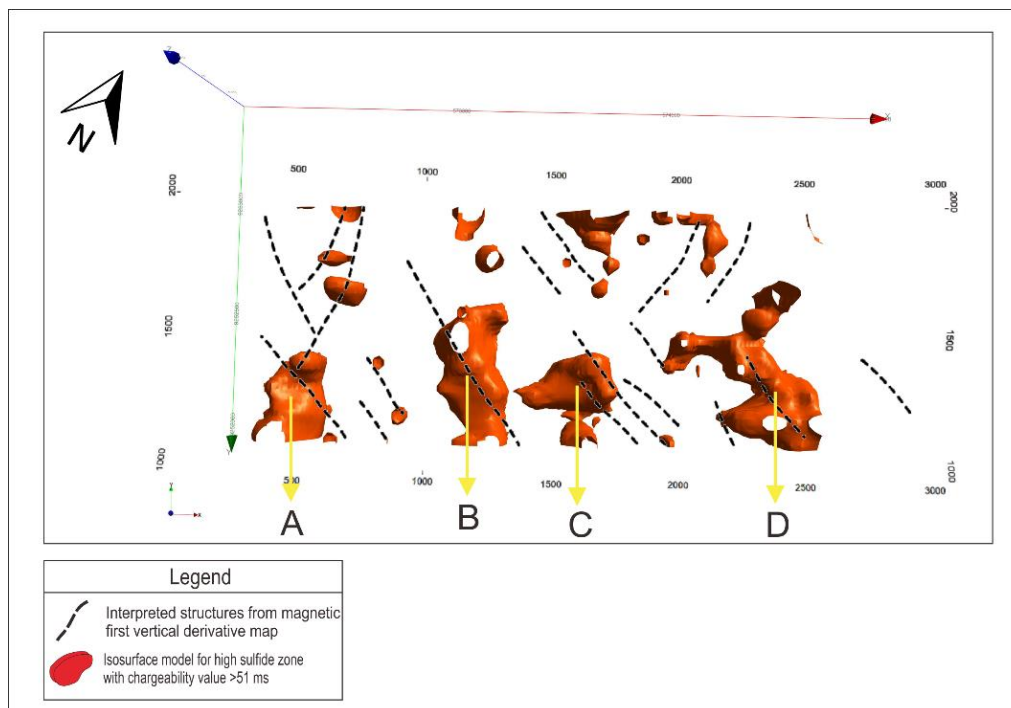 Z
N
X
500
1000
1500
2000
2500
3000
2000
2000
1500
1500
1000
1000
Y
500
1000
1500
2000
2500
3000
Y
X
A
B
C
D
Legend
Interpreted structures from magnetic
first vertical derivative map
Isosurface model for high sulfide zone
with chargeability value >51 ms